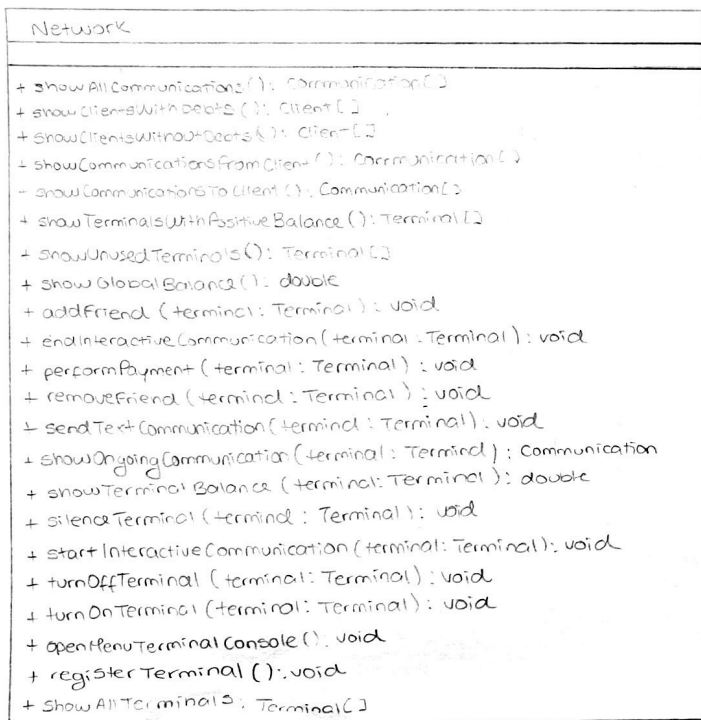 Network
+ showAllCommunications(): Communication[]
+ showClientsWithDebts(): Client[]
+ showClientsWithoutDebts(): Client[]
+ showCommunicationsFromClient(): Communication[]
+ showCommunicationsToClient(): Communication[]
+ showTerminalsWithPositiveBalance(): Terminal[]
+ showUnusedTerminals(): Terminal[]
+ showGlobalBalance(): double
+ addFriend (terminal: Terminal): void
+ endInteractiveCommunication(terminal: Terminal): void
+ performPayment (terminal: Terminal): void
+ removeFriend (terminal: Terminal): void
+ sendTextCommunication(terminal: Terminal): void
+ showOngoingCommunication(terminal: Terminal): Communication
+ showTerminalBalance (terminal: Terminal): double
+ silenceTerminal(terminal: Terminal): void
+ startInteractiveCommunication (terminal: Terminal): void
+ turnOffTerminal (terminal: Terminal): void
+ turnOnTerminal (terminal: Terminal): void
+ openMenuTerminalConsole(): void
+ registerTerminal(): void
+ showAllTerminals: Terminal[]